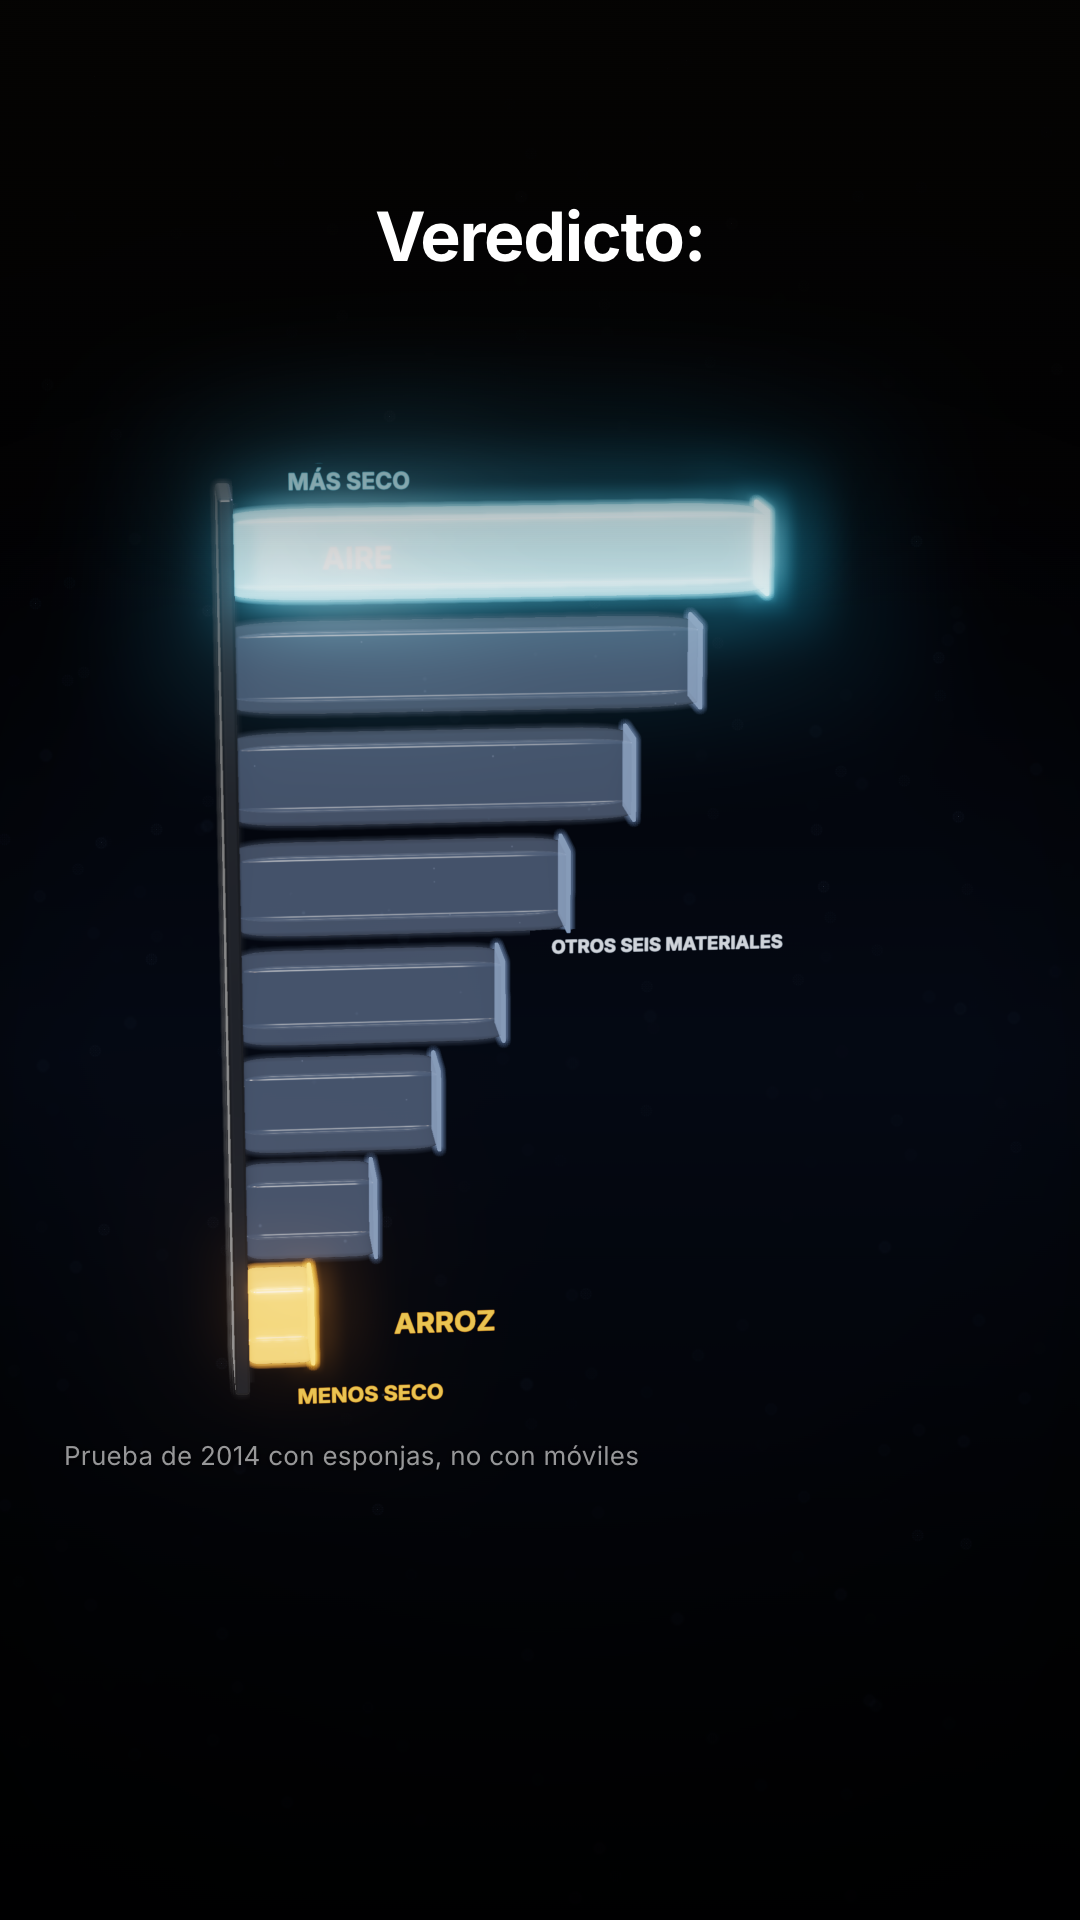 Veredicto:
MÁS SECO
AIRE
OTROS SEIS MATERIALES
ARROZ
MENOS SECO
Prueba de 2014 con esponjas, no con móviles